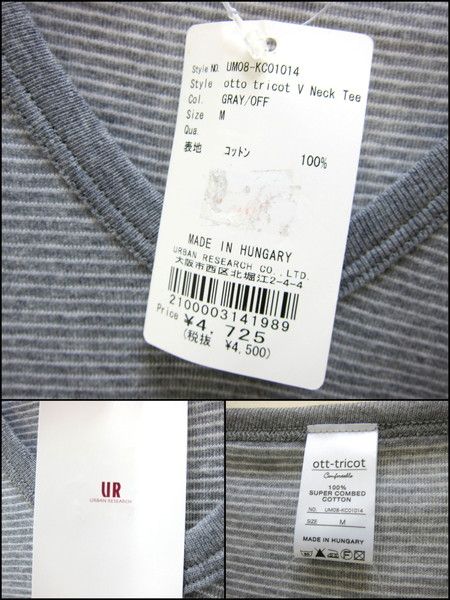 Style NO. UM08-KC01014
Style otto tricot V Neck Tee
Col. GRAY/OFF
Size M
Qua.
表地 コットン 100%
MADE IN HUNGARY
URBAN RESEARCH CO., LTD.
大阪市西区北堀江2-4-4
2100003141989
Price ¥4,725
(税抜 ¥4,500)
UR
URBAN RESEARCH
ott-tricot
Comfortable
100%
SUPER COMBED
COTTON
NO. UM08-KC01014
SIZE M
MADE IN HUNGARY